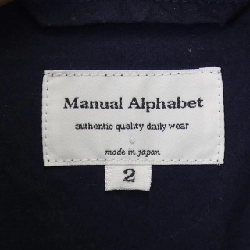 Manual Alphabet
authentic quality daily wear
made in japan
2